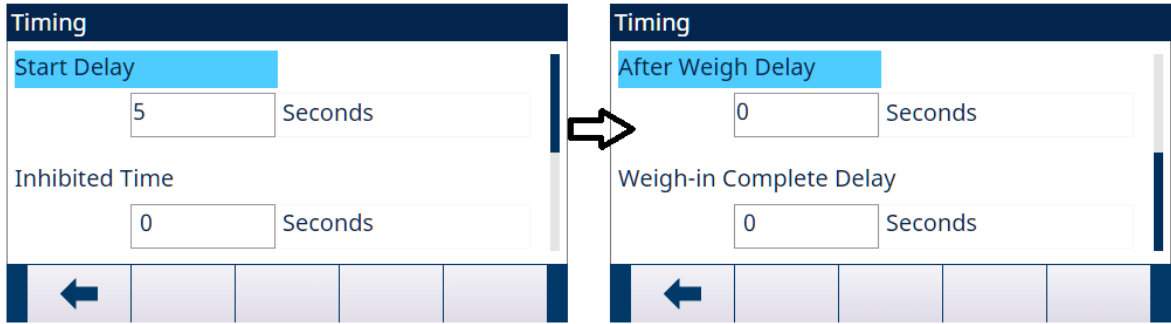 Timing
Start Delay
5 Seconds
Inhibited Time
0 Seconds
Timing
After Weigh Delay
0 Seconds
Weigh-in Complete Delay
0 Seconds